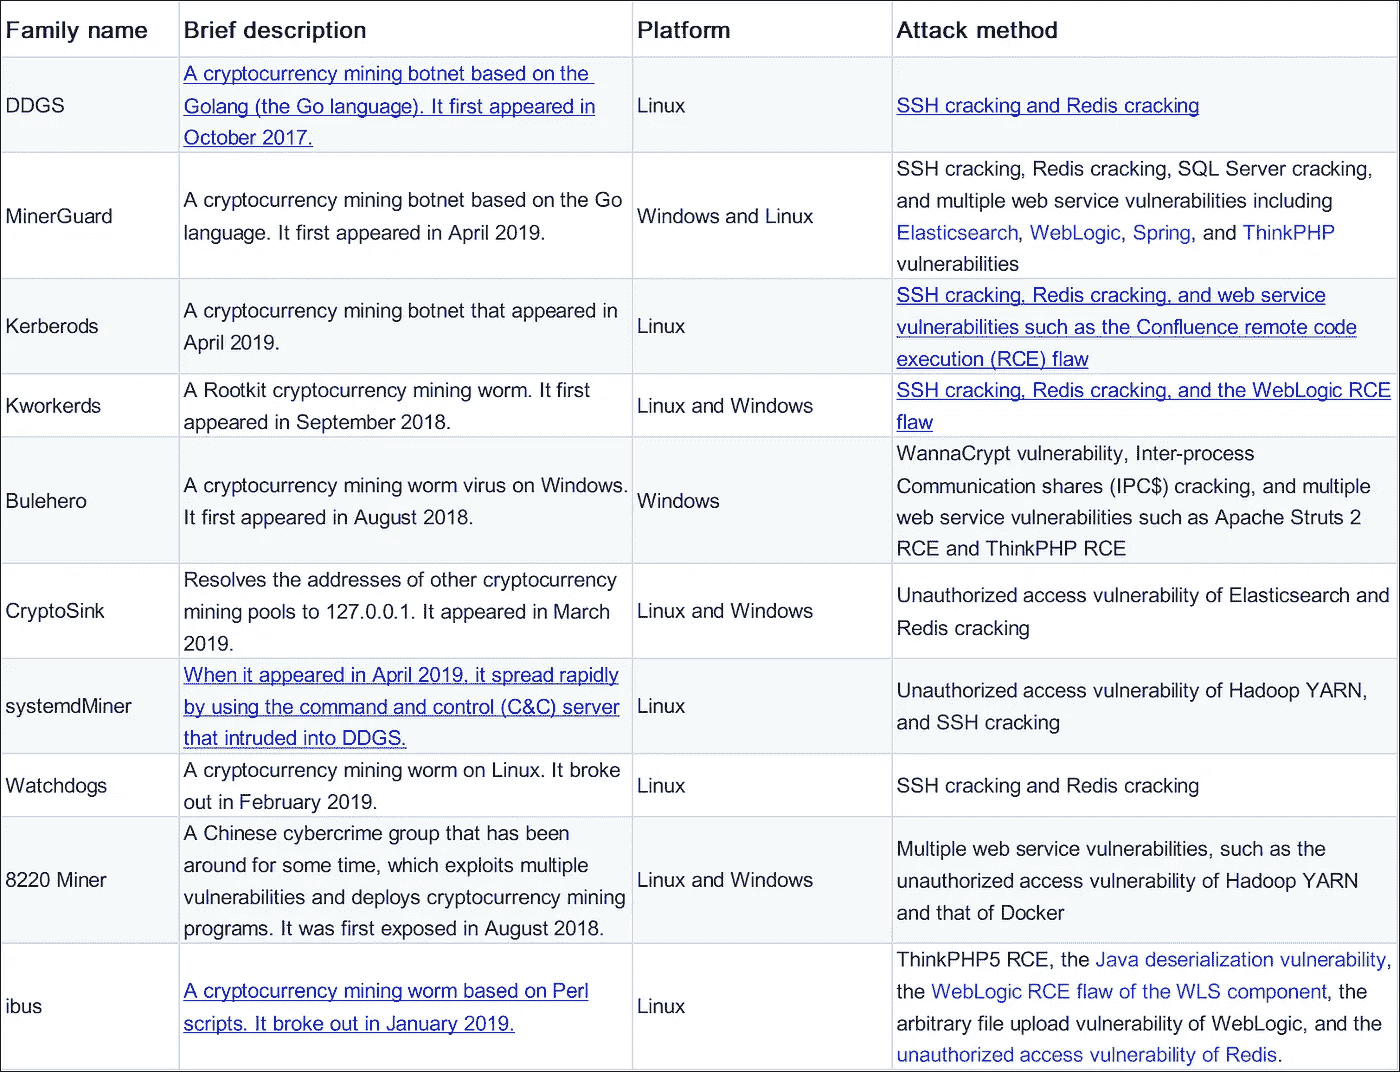 Family name
Brief description
Platform
Attack method
DDGS
A cryptocurrency mining botnet based on the
Golang (the Go language). It first appeared in
October 2017.
Linux
SSH cracking and Redis cracking
MinerGuard
A cryptocurrency mining botnet based on the Go
language. It first appeared in April 2019.
Windows and Linux
SSH cracking, Redis cracking, SQL Server cracking,
and multiple web service vulnerabilities including
Elasticsearch, WebLogic, Spring, and ThinkPHP
vulnerabilities
Kerberods
A cryptocurrency mining botnet that appeared in
April 2019.
Linux
SSH cracking, Redis cracking, and web service
vulnerabilities such as the Confluence remote code
execution (RCE) flaw
Kworkerds
A Rootkit cryptocurrency mining worm. It first
appeared in September 2018.
Linux and Windows
SSH cracking, Redis cracking, and the WebLogic RCE
flaw
Bulehero
A cryptocurrency mining worm virus on Windows.
It first appeared in August 2018.
Windows
WannaCrypt vulnerability, Inter-process
Communication shares (IPC$) cracking, and multiple
web service vulnerabilities such as Apache Struts 2
RCE and ThinkPHP RCE
CryptoSink
Resolves the addresses of other cryptocurrency
mining pools to 127.0.0.1. It appeared in March
2019.
Linux and Windows
Unauthorized access vulnerability of Elasticsearch and
Redis cracking
systemdMiner
When it appeared in April 2019, it spread rapidly
by using the command and control (C&C) server
that intruded into DDGS.
Linux
Unauthorized access vulnerability of Hadoop YARN,
and SSH cracking
Watchdogs
A cryptocurrency mining worm on Linux. It broke
out in February 2019.
Linux
SSH cracking and Redis cracking
8220 Miner
A Chinese cybercrime group that has been
around for some time, which exploits multiple
vulnerabilities and deploys cryptocurrency mining
programs. It was first exposed in August 2018.
Linux and Windows
Multiple web service vulnerabilities, such as the
unauthorized access vulnerability of Hadoop YARN
and that of Docker
ibus
A cryptocurrency mining worm based on Perl
scripts. It broke out in January 2019.
Linux
ThinkPHP5 RCE, the Java deserialization vulnerability,
the WebLogic RCE flaw of the WLS component, the
arbitrary file upload vulnerability of WebLogic, and the
unauthorized access vulnerability of Redis.